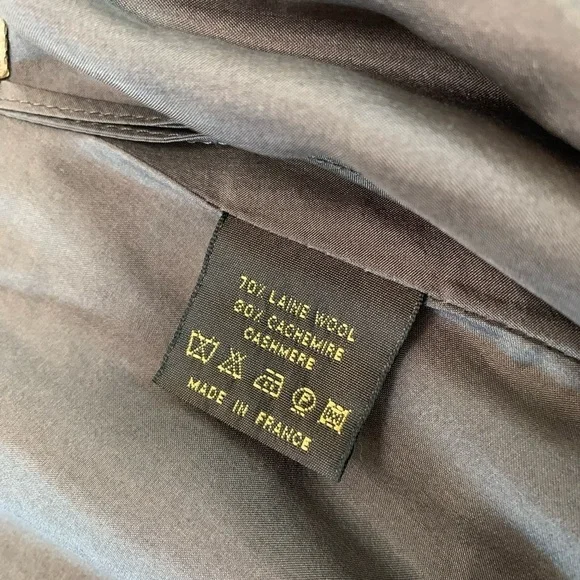 70% LAINE WOOL
30% CACHEMIRE
CASHMERE
P
MADE IN FRANCE